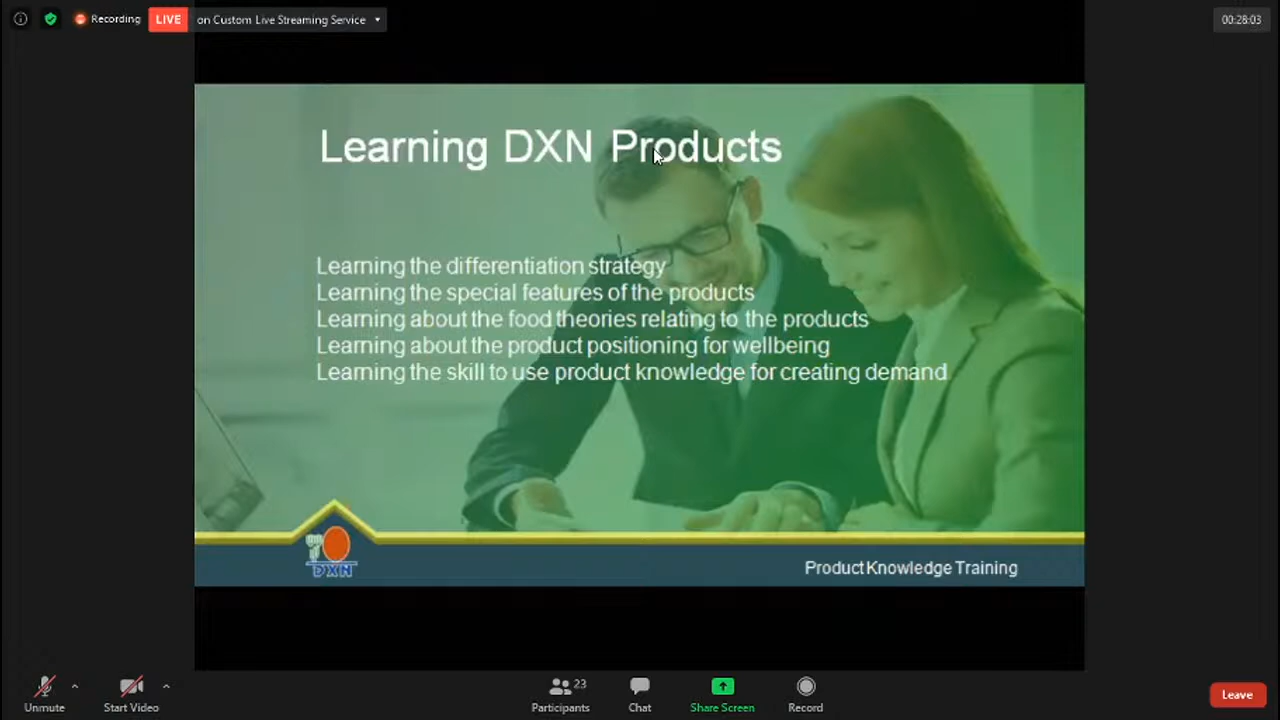 Recording
LIVE
on Custom Live Streaming Service
00:28:03
Learning DXN Products
Learning the differentiation strategy
Learning the special features of the products
Learning about the food theories relating to the products
Learning about the product positioning for wellbeing
Learning the skill to use product knowledge for creating demand
DXN
Product Knowledge Training
Unmute
Start Video
23
Participants
Chat
Share Screen
Record
Leave